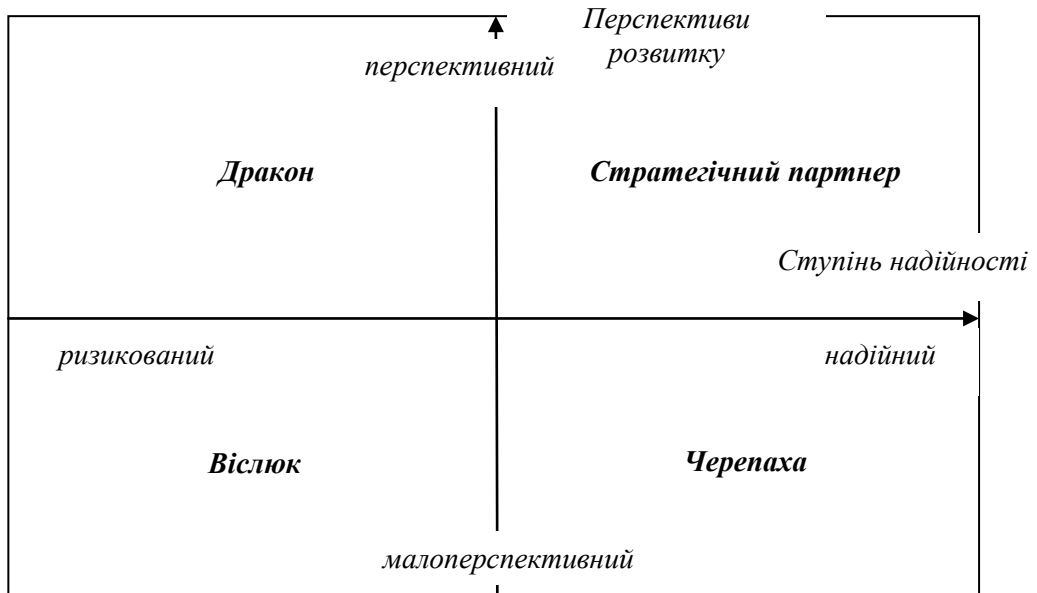 Перспективи
розвитку
перспективний
Дракон
Стратегічний партнер
Ступінь надійності
ризикований
надійний
Віслюк
Черепаха
малоперспективний